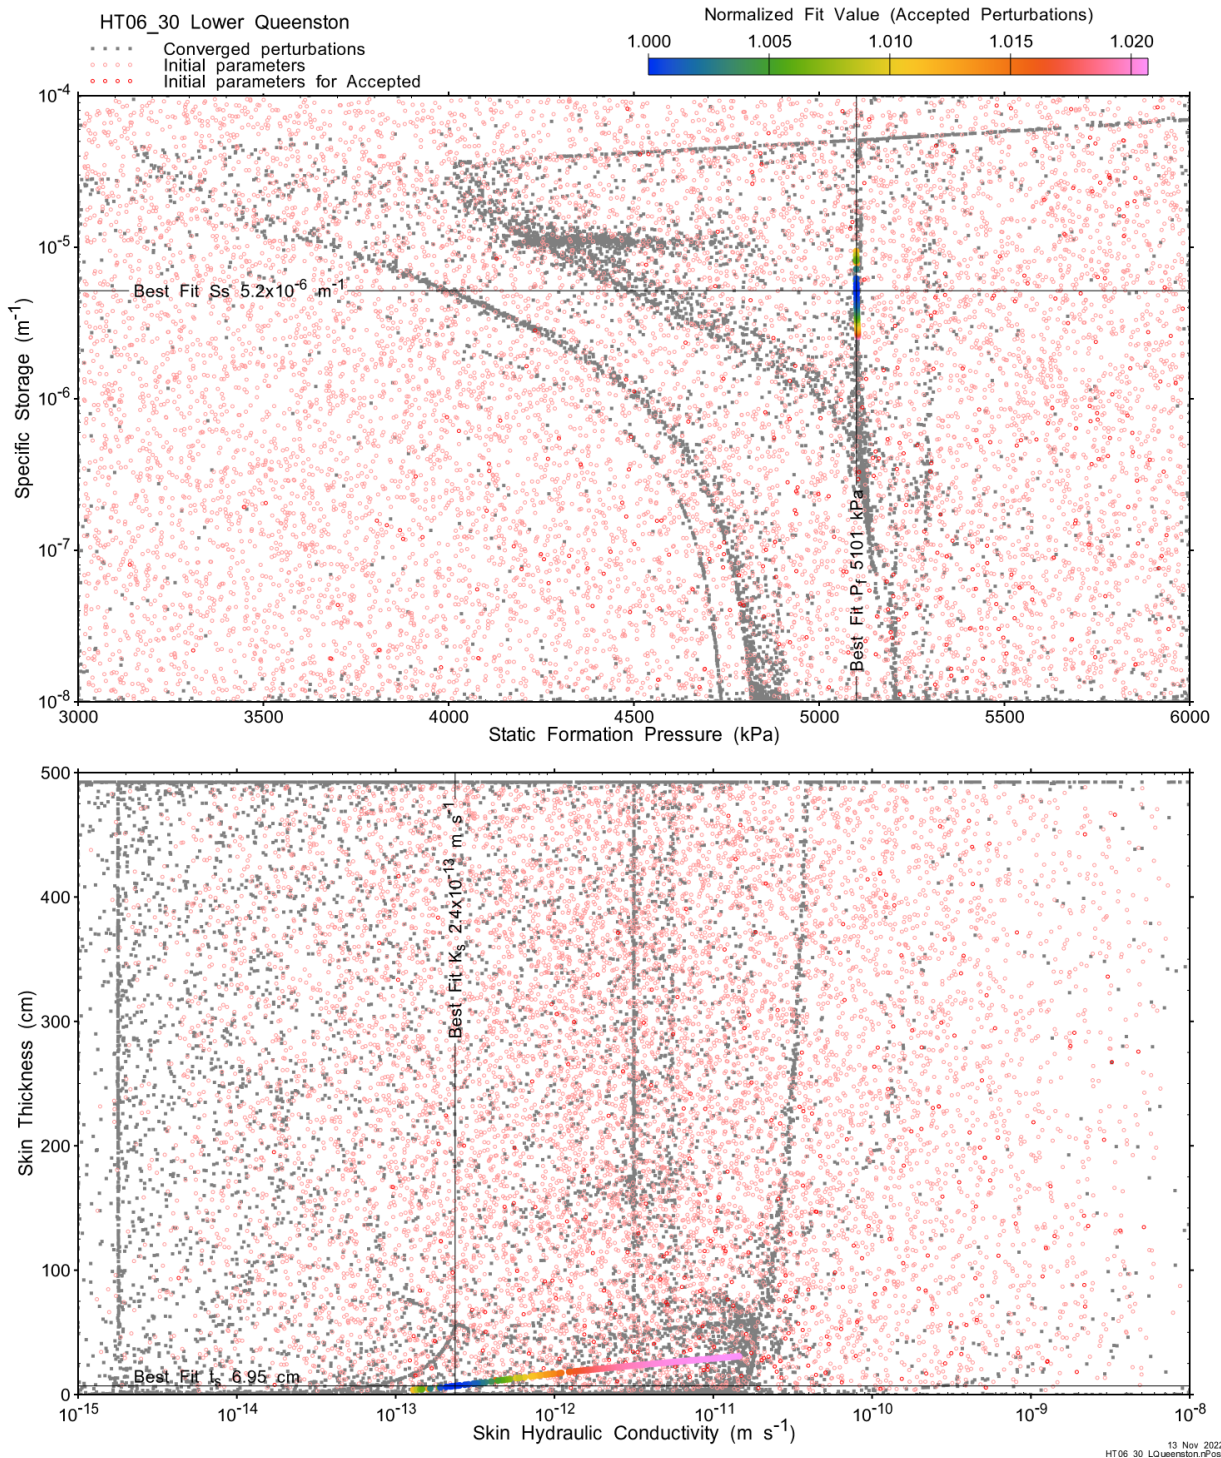 HT06_30 Lower Queenston
Converged perturbations
Initial parameters
Initial parameters for Accepted
Normalized Fit Value (Accepted Perturbations)
1.000 1.005 1.010 1.015 1.020
10-4
10-5
10-6
10-7
10-8
Specific Storage (m-1)
Best Fit Ss 5.2x10-6 m-1
Best Fit Pf 5101 kPa
3000 3500 4000 4500 5000 5500 6000
Static Formation Pressure (kPa)
500
400
300
200
100
0
Skin Thickness (cm)
Best Fit Ks 2.4x10-13 m s-1
Best Fit ts 6.95 cm
10-15 10-14 10-13 10-12 10-11 10-10 10-9 10-8
Skin Hydraulic Conductivity (m s-1)
13 Nov 2022
HT06_30_LQueenston.nPos